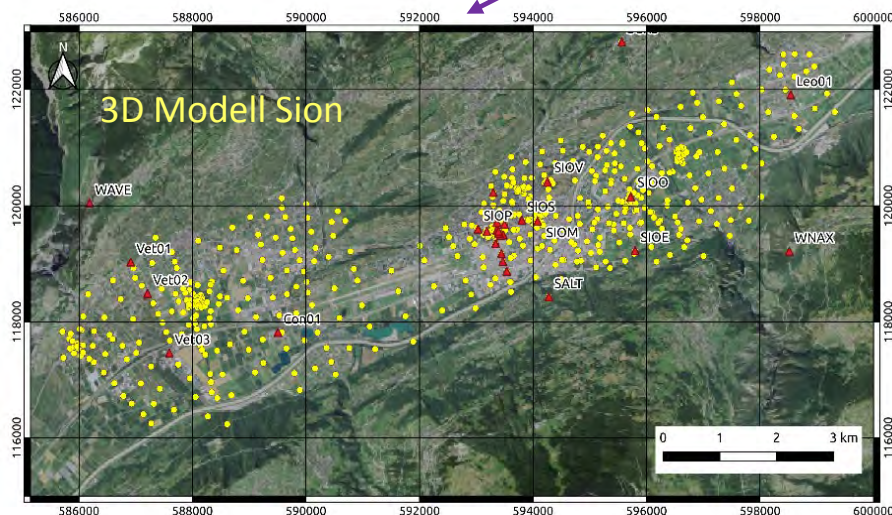 586000 588000 590000 592000 594000 596000 598000 600000
N
3D Modell Sion
122000 122000
Leo01
SIOV
WAVE
SIOO
120000 120000
SIOS
SIOP
SIOM
SIOE
WNAX
Vet01
Vet02
SALT
118000 118000
Con01
Vet03
0 1 2 3 km
116000 116000
586000 588000 590000 592000 594000 596000 598000 600000